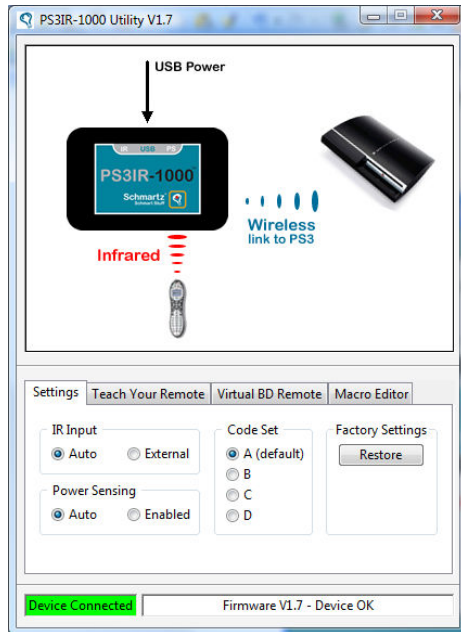 PS3IR-1000 Utility V1.7
USB Power
IR USB PS
PS3IR-1000
Schmartz
Schmart Stuff
Wireless
link to PS3
Infrared
Settings Teach Your Remote Virtual BD Remote Macro Editor
IR Input Code Set Factory Settings
Auto External A (default) Restore
B
Power Sensing C
Auto Enabled D
Device Connected Firmware V1.7 - Device OK